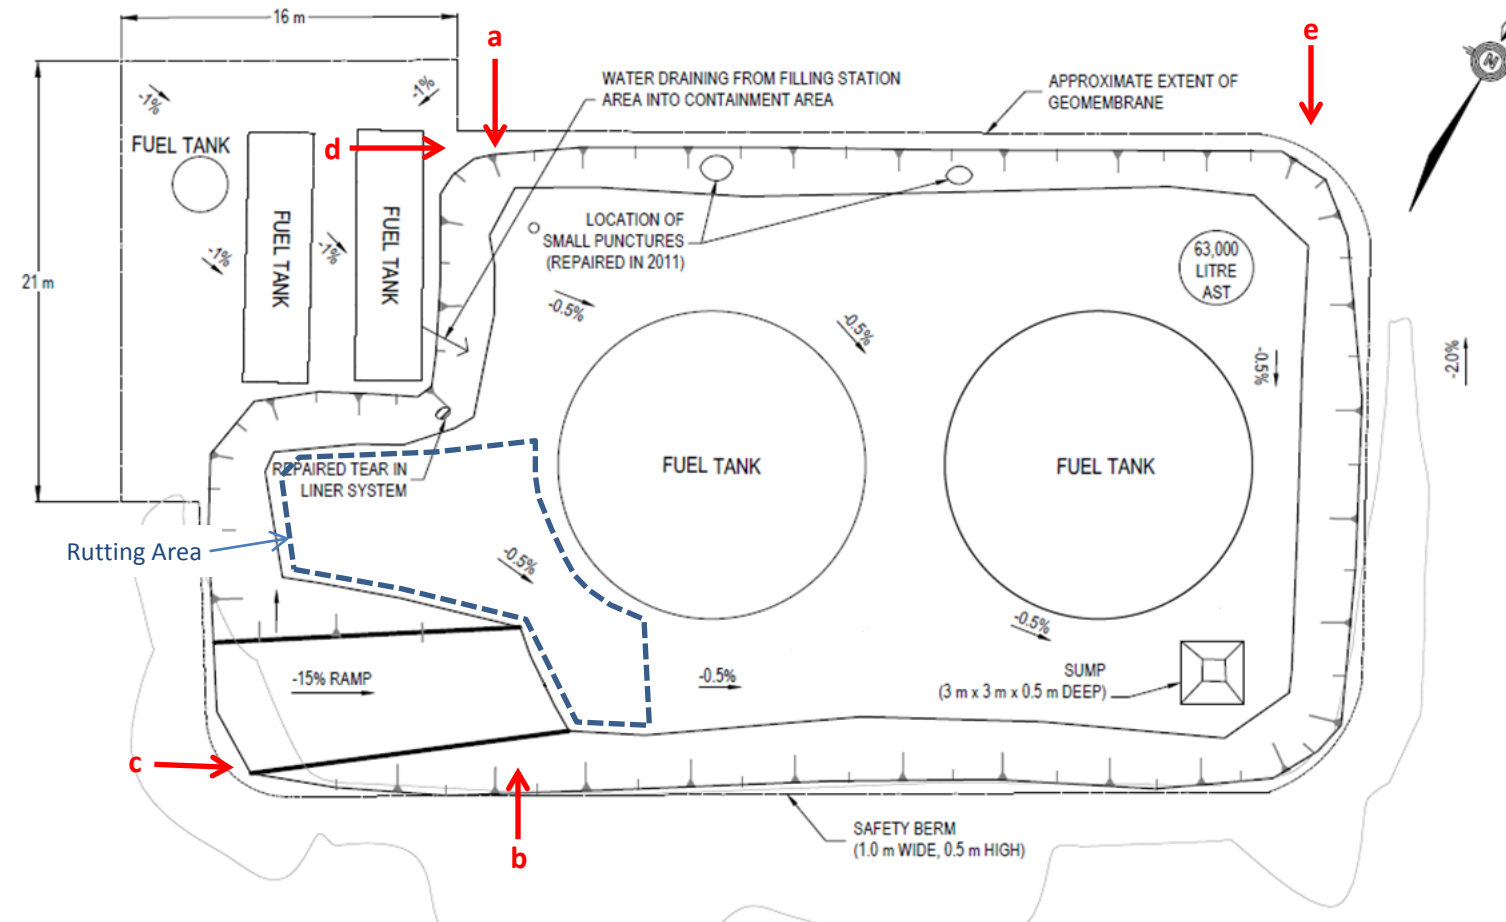 16 m
a
e
WATER DRAINING FROM FILLING STATION
AREA INTO CONTAINMENT AREA
APPROXIMATE EXTENT OF
GEOMEMBRANE
N
-1%
-1%
FUEL TANK
d
FUEL TANK
FUEL TANK
-1%
-1%
21 m
LOCATION OF
SMALL PUNCTURES
(REPAIRED IN 2011)
63,000
LITRE
AST
-0.5%
-0.5%
-0.5%
-2.0%
FUEL TANK
FUEL TANK
REPAIRED TEAR IN
LINER SYSTEM
Rutting Area
-0.5%
-0.5%
-15% RAMP
-0.5%
SUMP
(3 m x 3 m x 0.5 m DEEP)
c
b
SAFETY BERM
(1.0 m WIDE, 0.5 m HIGH)